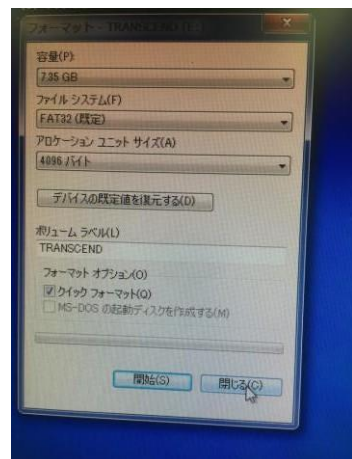 フォーマット - TRANSCEND (E:)
容量(P):
7.35 GB
ファイル システム(F)
FAT32 (既定)
アロケーション ユニット サイズ(A)
4096 バイト
デバイスの既定値を復元する(D)
ボリューム ラベル(L)
TRANSCEND
フォーマット オプション(O)
クイック フォーマット(Q)
MS-DOS の起動ディスクを作成する(M)
開始(S)
閉じる(C)